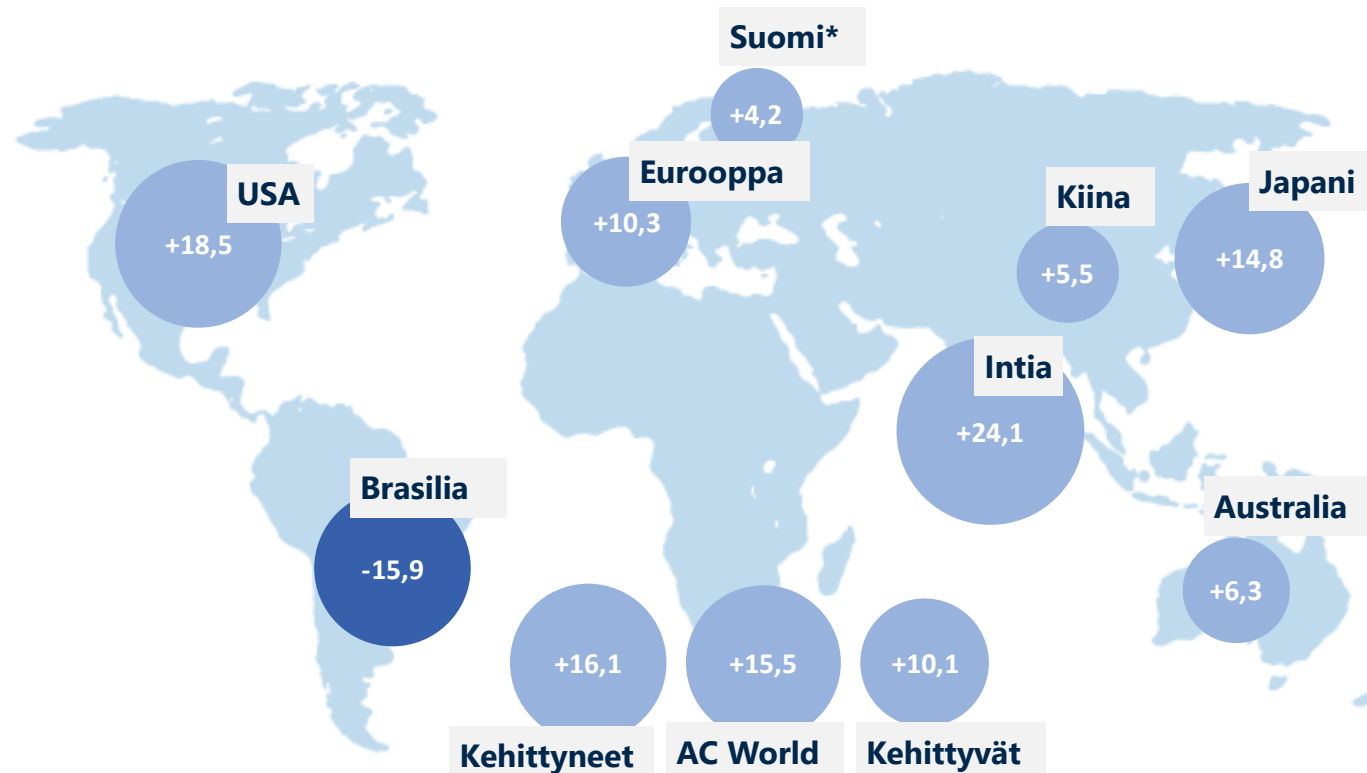 Suomi*
+4,2
Eurooppa
+10,3
USA
+18,5
Kiina
+5,5
Japani
+14,8
Intia
+24,1
Brasilia
-15,9
Australia
+6,3
+16,1
Kehittyneet
+15,5
AC World
+10,1
Kehittyvät